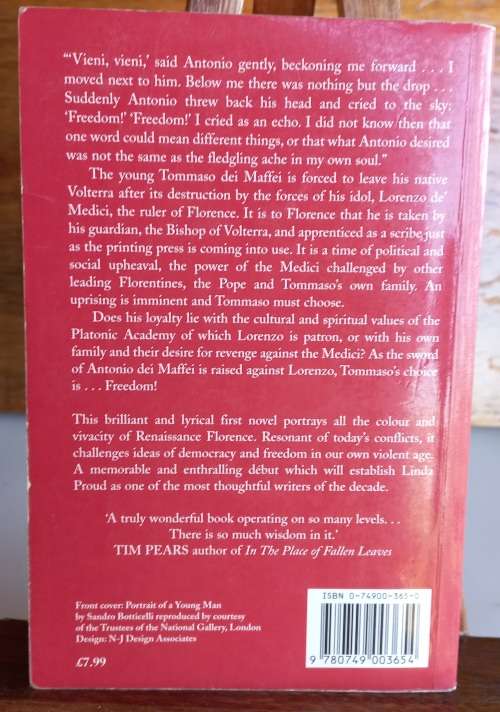 “‘Vieni, vieni,’ said Antonio gently, beckoning me forward . . . I
moved next to him. Below me there was nothing but the drop . . .
Suddenly Antonio threw back his head and cried to the sky:
‘Freedom!’ ‘Freedom!’ I cried as an echo. I did not know then that
one word could mean different things, or that what Antonio desired
was not the same as the fledgling ache in my own soul.”
The young Tommaso dei Maffei is forced to leave his native
Volterra after its destruction by the forces of his idol, Lorenzo de’
Medici, the ruler of Florence. It is to Florence that he is taken by
his guardian, the Bishop of Volterra, and apprenticed as a scribe just
as the printing press is coming into use. It is a time of political and
social upheaval, the power of the Medici challenged by other
leading Florentines, the Pope and Tommaso’s own family. An
uprising is imminent and Tommaso must choose.
Does his loyalty lie with the cultural and spiritual values of the
Platonic Academy of which Lorenzo is patron, or with his own
family and their desire for revenge against the Medici? As the sword
of Antonio dei Maffei is raised against Lorenzo, Tommaso’s choice
is . . . Freedom!
This brilliant and lyrical first novel portrays all the colour and
vivacity of Renaissance Florence. Resonant of today’s conflicts, it
challenges ideas of democracy and freedom in our own violent age.
A memorable and enthralling début which will establish Linda
Proud as one of the most thoughtful writers of the decade.
‘A truly wonderful book operating on so many levels. . .
There is so much wisdom in it.’
TIM PEARS author of In The Place of Fallen Leaves
Front cover: Portrait of a Young Man
by Sandro Botticelli reproduced by courtesy
of the Trustees of the National Gallery, London
Design: N-J Design Associates
£7.99
ISBN 0-74900-365-0
9 780749 003654